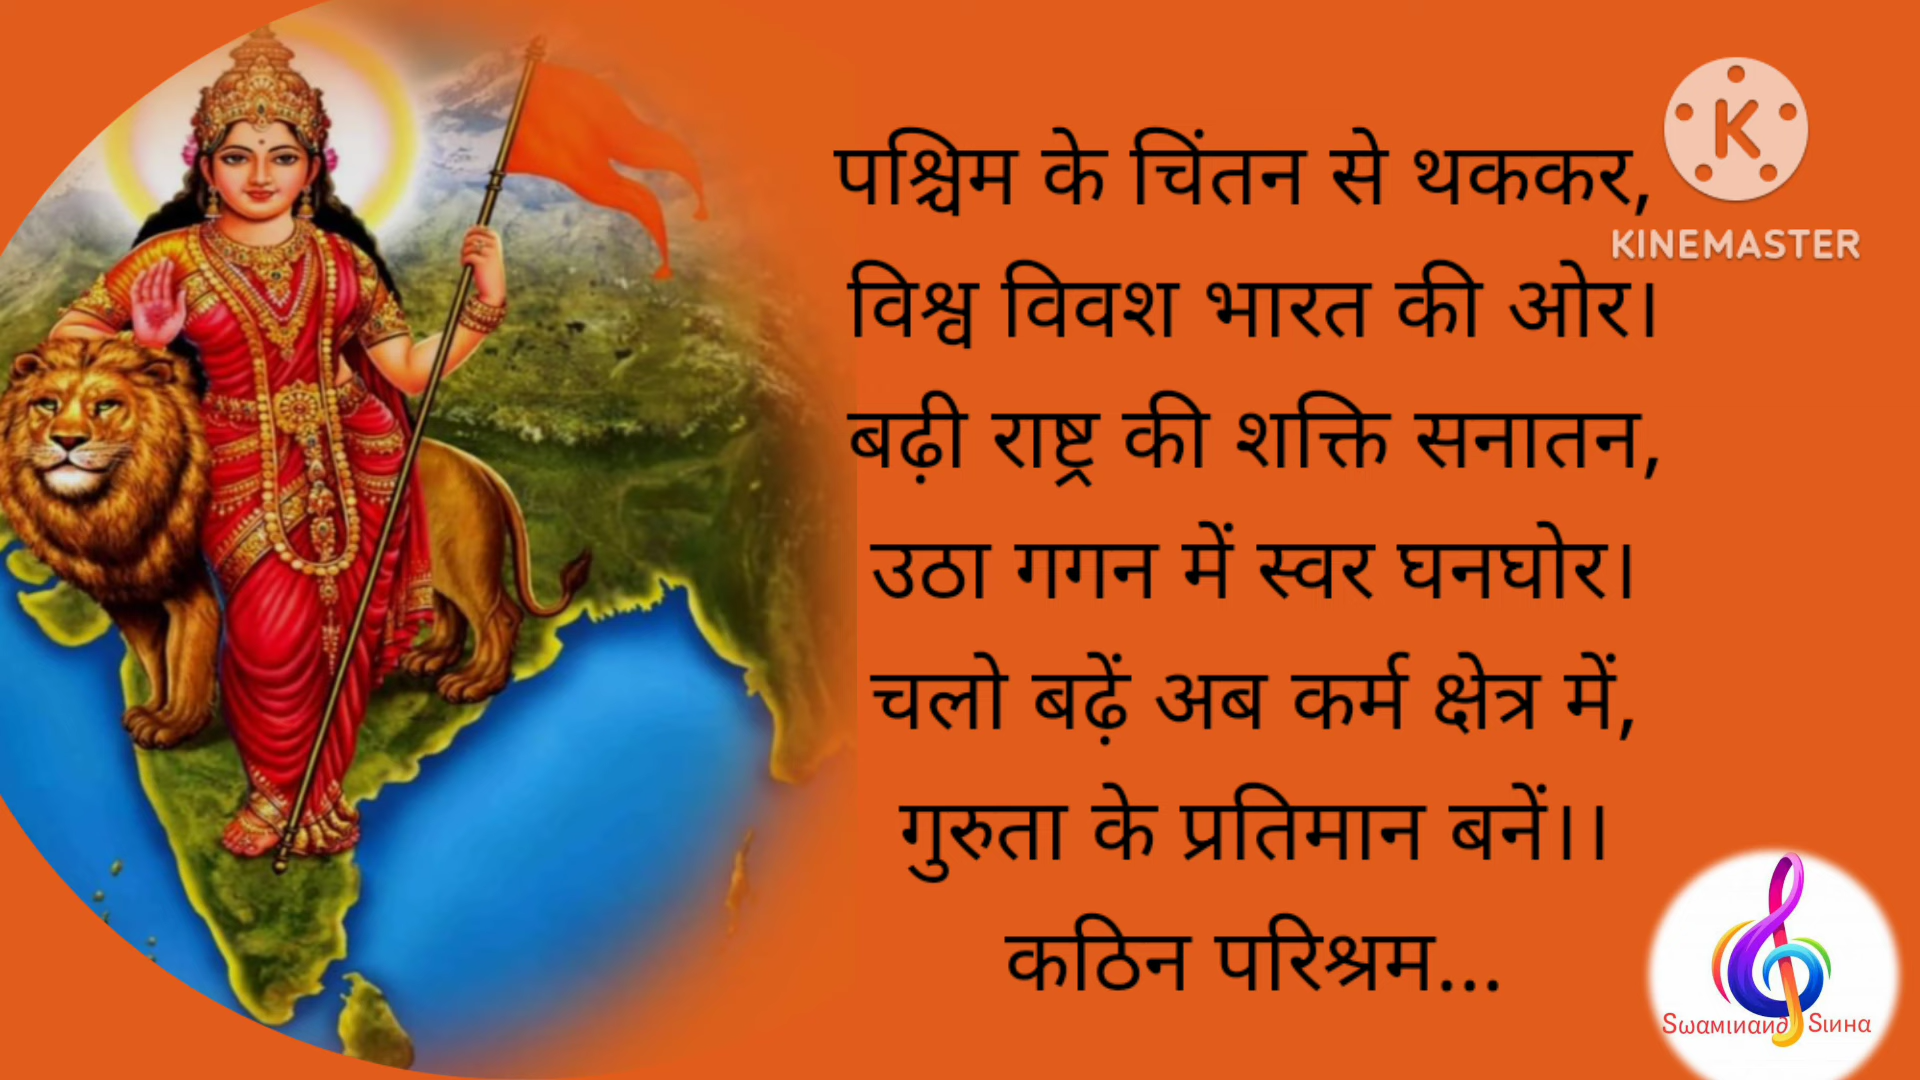 पश्चिम के चिंतन से थककर,
विश्व विवश भारत की ओर।
बढ़ी राष्ट्र की शक्ति सनातन,
उठा गगन में स्वर घनघोर।
चलो बढ़ें अब कर्म क्षेत्र में,
गुरुता के प्रतिमान बनें।।
कठिन परिश्रम...
K
KINEMASTER
Swaminand Sinha